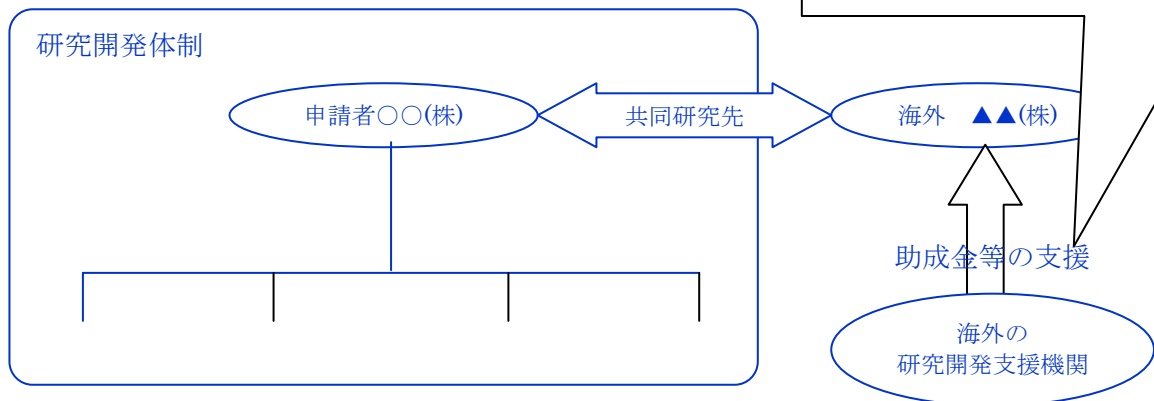 研究開発体制
申請者○○(株)
共同研究先
海外 ▲▲(株)
助成金等の支援
海外の
研究開発支援機関